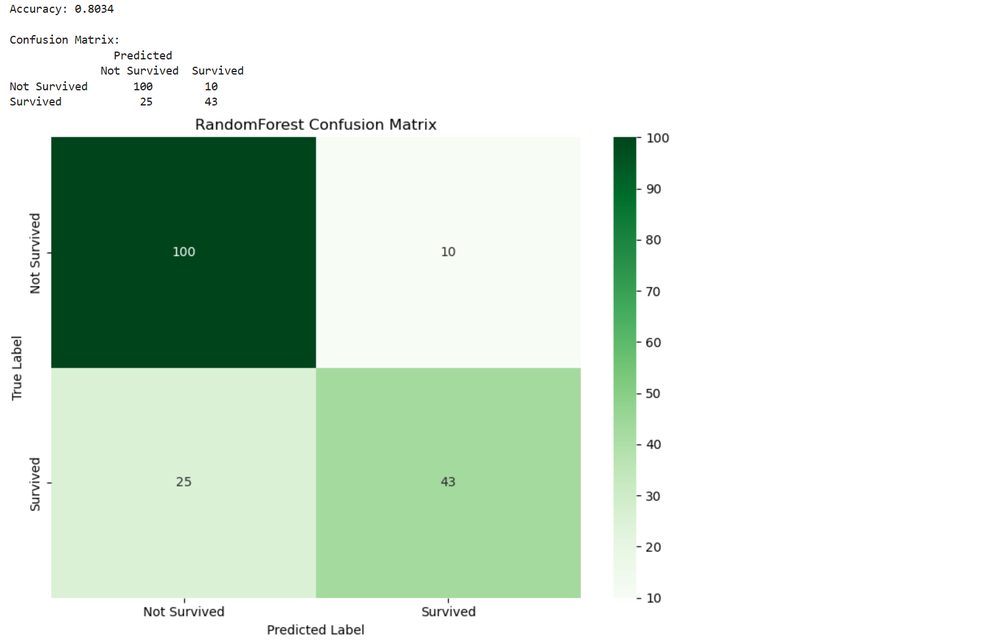 Accuracy: 0.8034
Confusion Matrix:
Predicted
Not Survived  Survived
Not Survived  100  10
Survived  25  43
RandomForest Confusion Matrix
100
90
80
70
60
50
40
30
20
10
True Label
Not Survived
Survived
100  10
25  43
Not Survived  Survived
Predicted Label